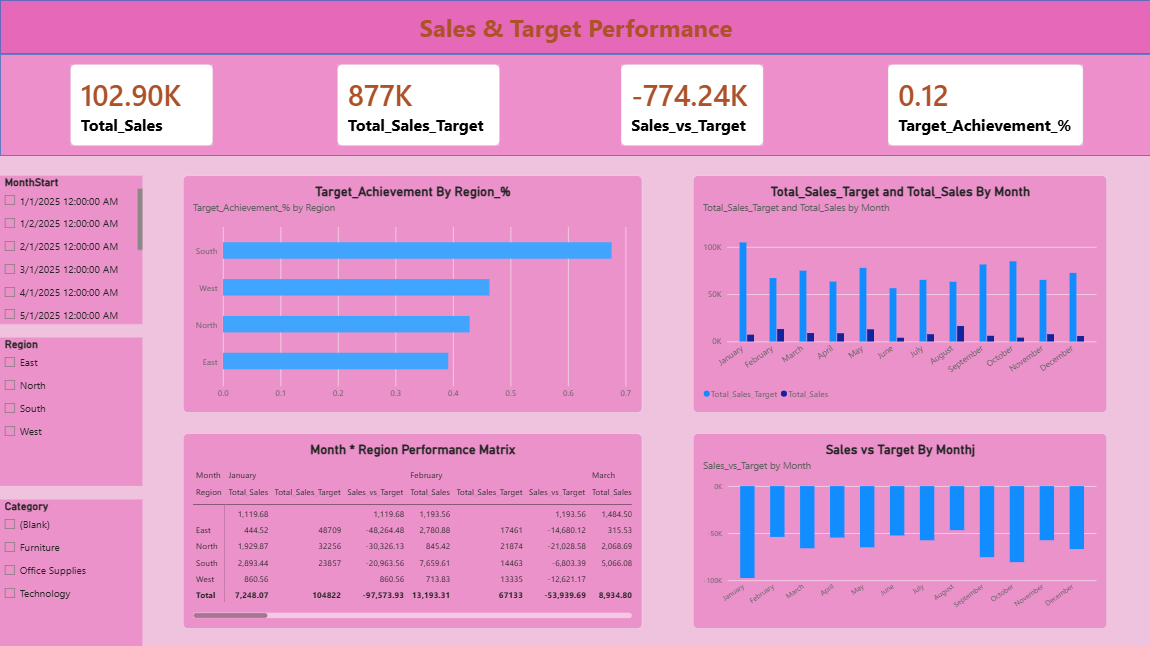 Sales & Target Performance
102.90K
Total_Sales
877K
Total_Sales_Target
-774.24K
Sales_vs_Target
0.12
Target_Achievement_%
MonthStart
1/1/2025 12:00:00 AM
1/2/2025 12:00:00 AM
2/1/2025 12:00:00 AM
3/1/2025 12:00:00 AM
4/1/2025 12:00:00 AM
5/1/2025 12:00:00 AM
Region
East
North
South
West
Category
(Blank)
Furniture
Office Supplies
Technology
Target_Achievement By Region_%
Target_Achievement_% by Region
South
West
North
East
0.0 0.1 0.2 0.3 0.4 0.5 0.6 0.7
Total_Sales_Target and Total_Sales By Month
Total_Sales_Target and Total_Sales by Month
100K
50K
0K
January February March April May June July August September October November December
Total_Sales_Target Total_Sales
Month * Region Performance Matrix
Month January February March
Region Total_Sales Total_Sales_Target Sales_vs_Target Total_Sales Total_Sales_Target Sales_vs_Target Total_Sales
1,119.68 1,119.68 1,193.56 1,193.56 1,484.50
East 444.52 48709 -48,264.48 2,780.88 17461 -14,680.12 315.53
North 1,929.87 32256 -30,326.13 845.42 21874 -21,028.58 2,068.69
South 2,893.44 23857 -20,963.56 7,659.61 14463 -6,803.39 5,066.08
West 860.56 860.56 713.83 13335 -12,621.17
Total 7,248.07 104822 -97,573.93 13,193.31 67133 -53,939.69 8,934.80
Sales vs Target By Monthj
Sales_vs_Target by Month
0K
-50K
-100K
January February March April May June July August September October November December